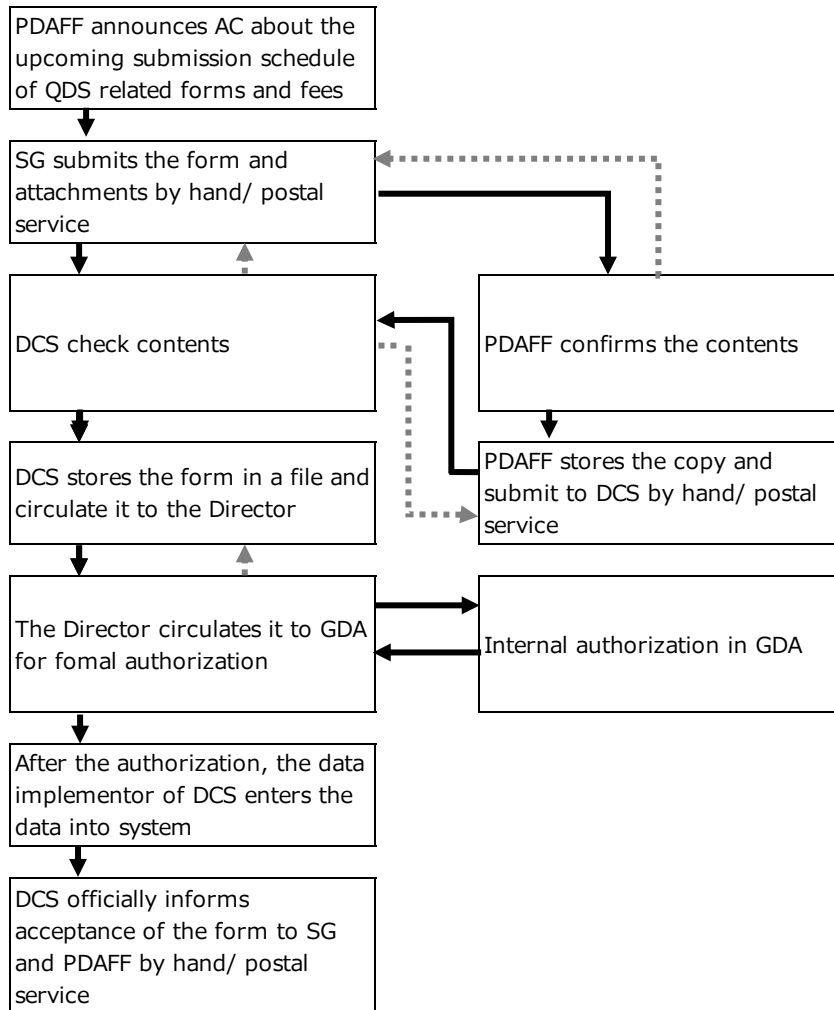 PDAFF announces AC about the
upcoming submission schedule
of QDS related forms and fees
SG submits the form and
attachments by hand/ postal
service
DCS check contents
PDAFF confirms the contents
DCS stores the form in a file and
circulate it to the Director
PDAFF stores the copy and
submit to DCS by hand/ postal
service
The Director circulates it to GDA
for fomal authorization
Internal authorization in GDA
After the authorization, the data
implementor of DCS enters the
data into system
DCS officially informs
acceptance of the form to SG
and PDAFF by hand/ postal
service